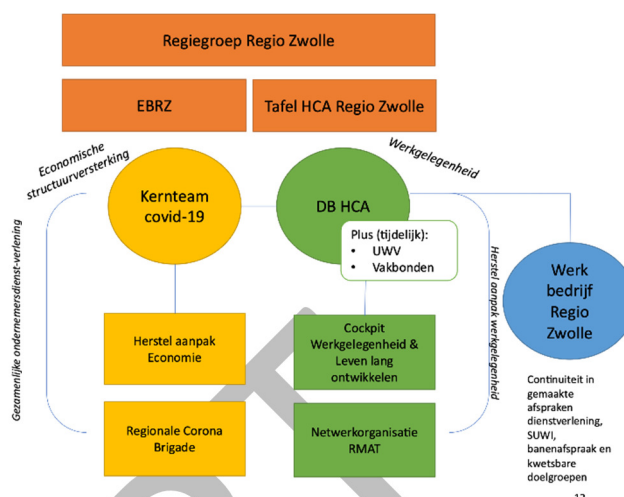 Regiegroep Regio Zwolle
EBRZ
Tafel HCA Regio Zwolle
Economische
structuurversterking
Werkgelegenheid
Kernteam
covid-19
DB HCA
Plus (tijdelijk):
• UWV
• Vakbonden
Gezamenlijke ondernemersdienst-verlening
Herstel aanpak werkgelegenheid
Werk
bedrijf
Regio
Zwolle
Herstel aanpak
Economie
Cockpit
Werkgelegenheid &
Leven lang
ontwikkelen
Regionale Corona
Brigade
Netwerkorganisatie
RMAT
Continuiteit in
gemaakte
afspraken
dienstverlening,
SUWI,
banenafspraak en
kwetsbare
doelgroepen